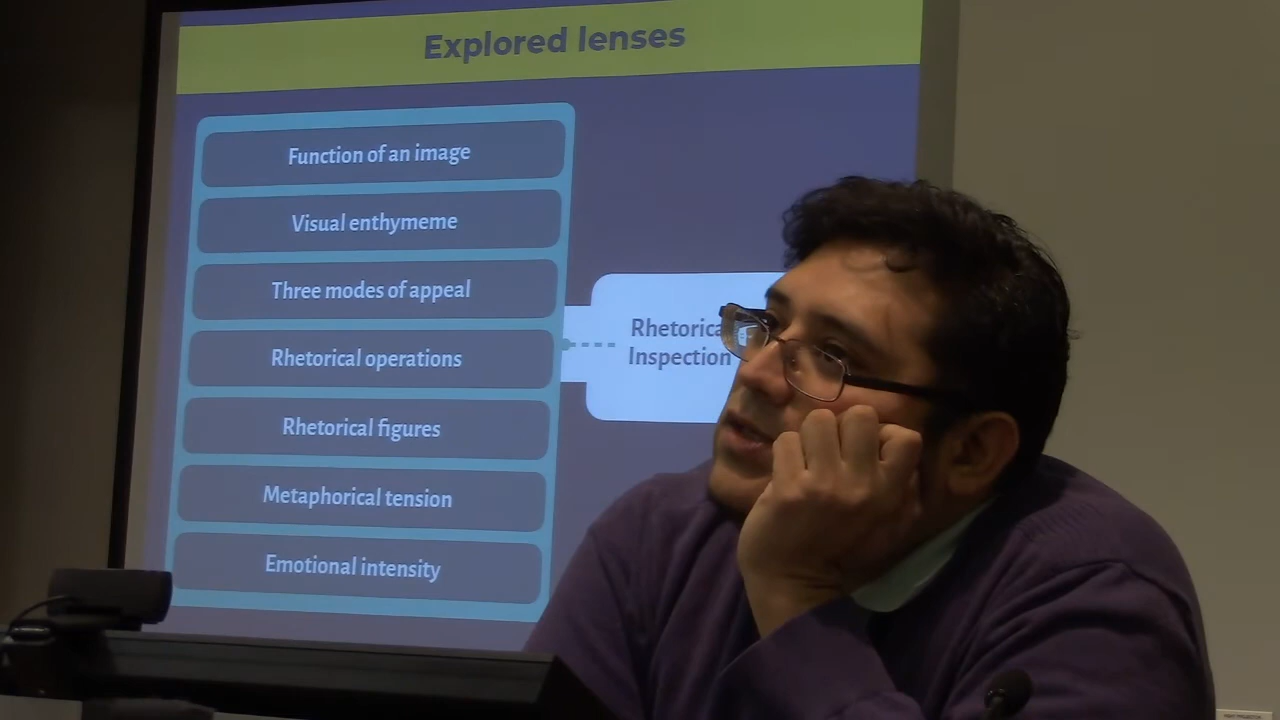 Explored lenses
Function of an image
Visual enthymeme
Three modes of appeal
Rhetorical operations
Rhetorical figures
Metaphorical tension
Emotional intensity
Rhetorica
Inspection